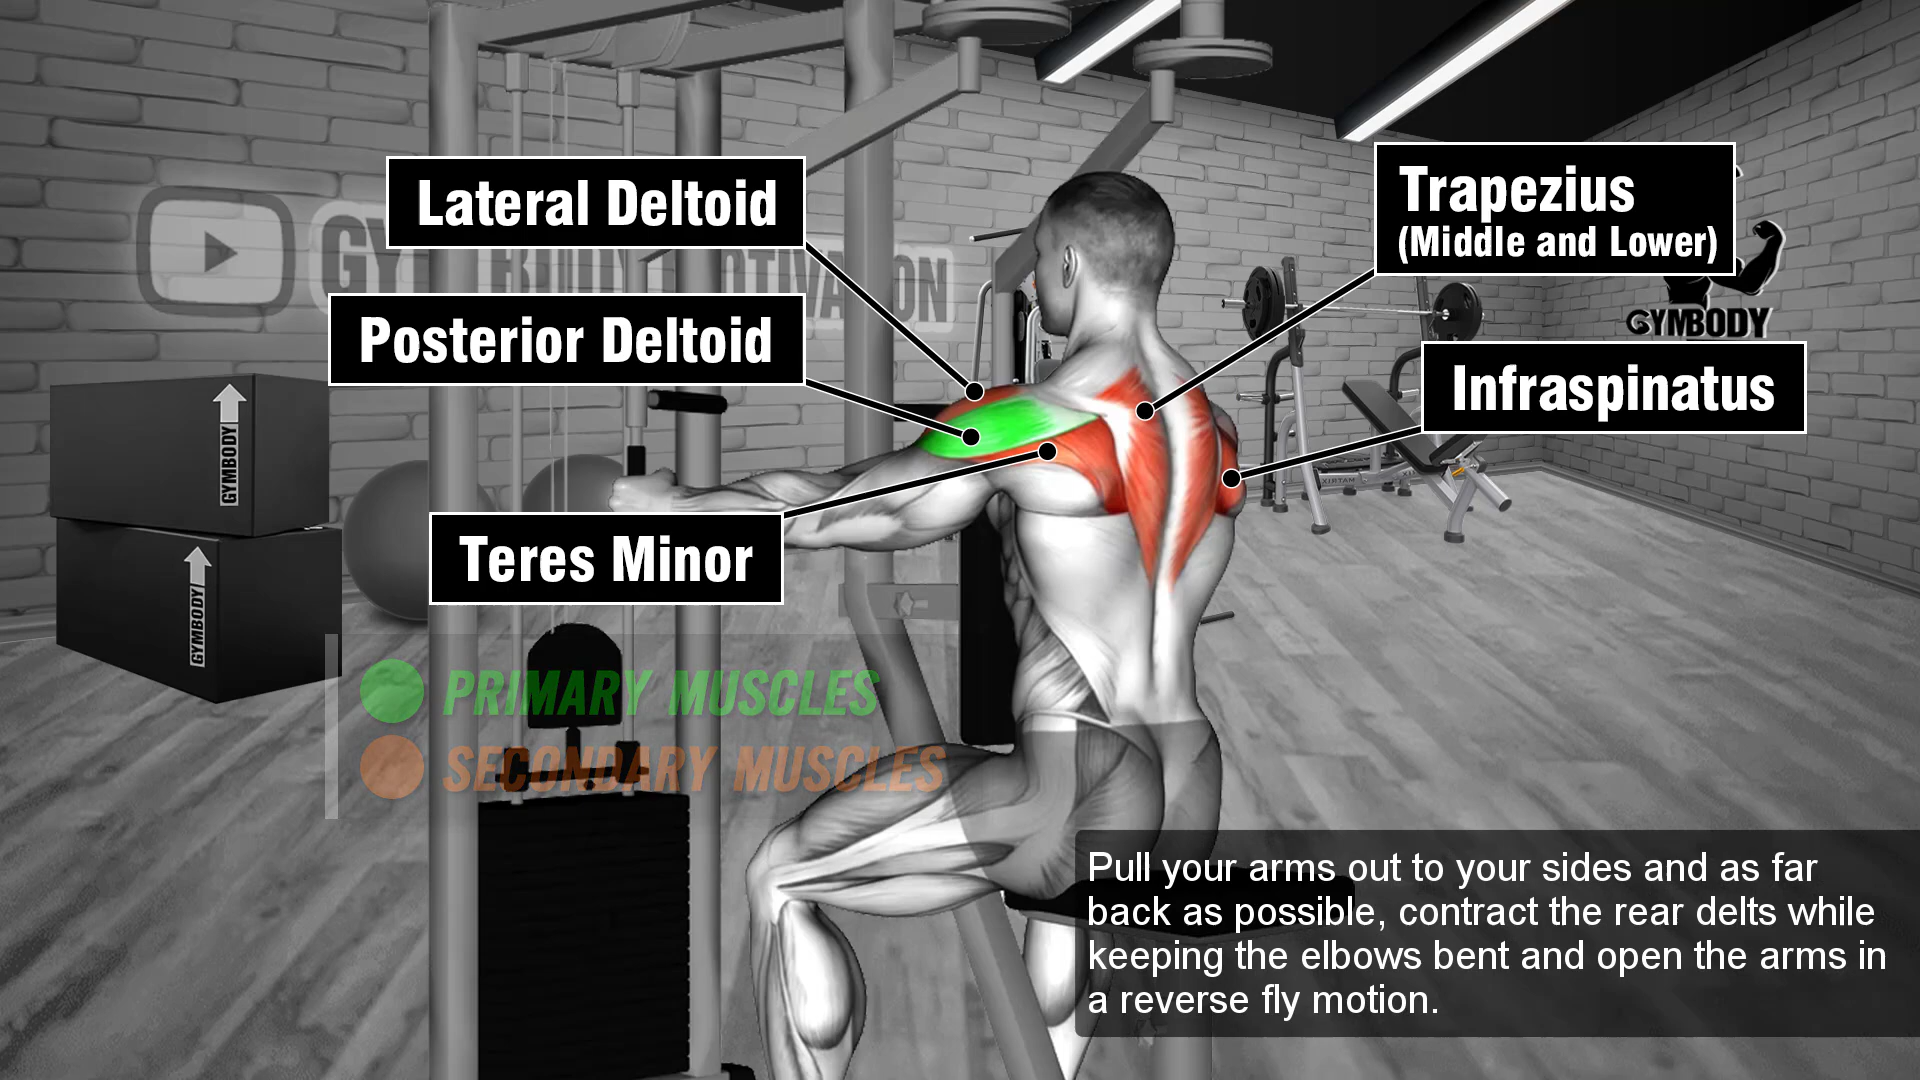 Lateral Deltoid
Trapezius
(Middle and Lower)
GYMBODY
Posterior Deltoid
Infraspinatus
GYMBODY
Teres Minor
GYMBODY
MATRIX
PRIMARY MUSCLES
SECONDARY MUSCLES
Pull your arms out to your sides and as far
back as possible, contract the rear delts while
keeping the elbows bent and open the arms in
a reverse fly motion.